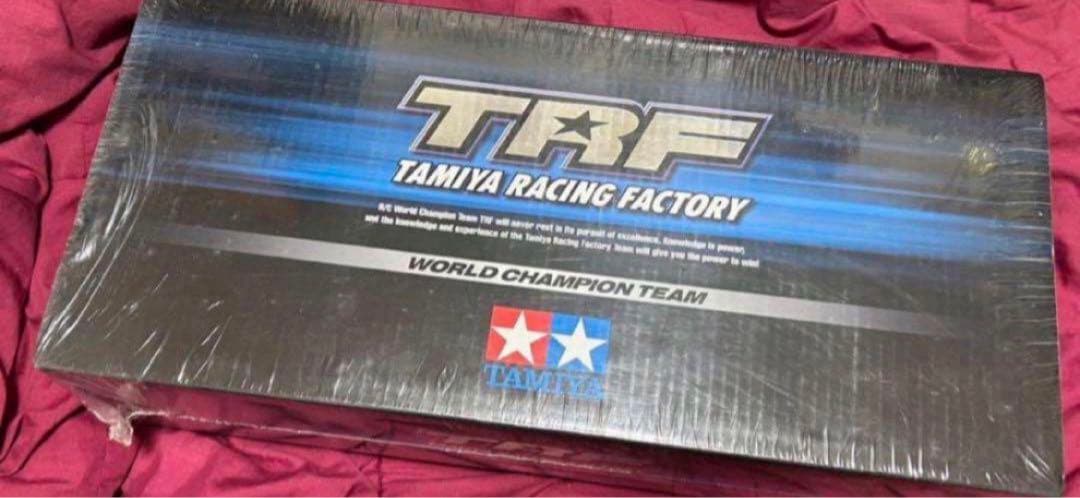 TRF
TAMIYA RACING FACTORY
R/C World Champion Team TRF will never rest in its pursuit of excellence. Knowledge is power,
and the knowledge and experience of the Tamiya Racing Factory Team will give you the power to win!
WORLD CHAMPION TEAM
TAMIYA